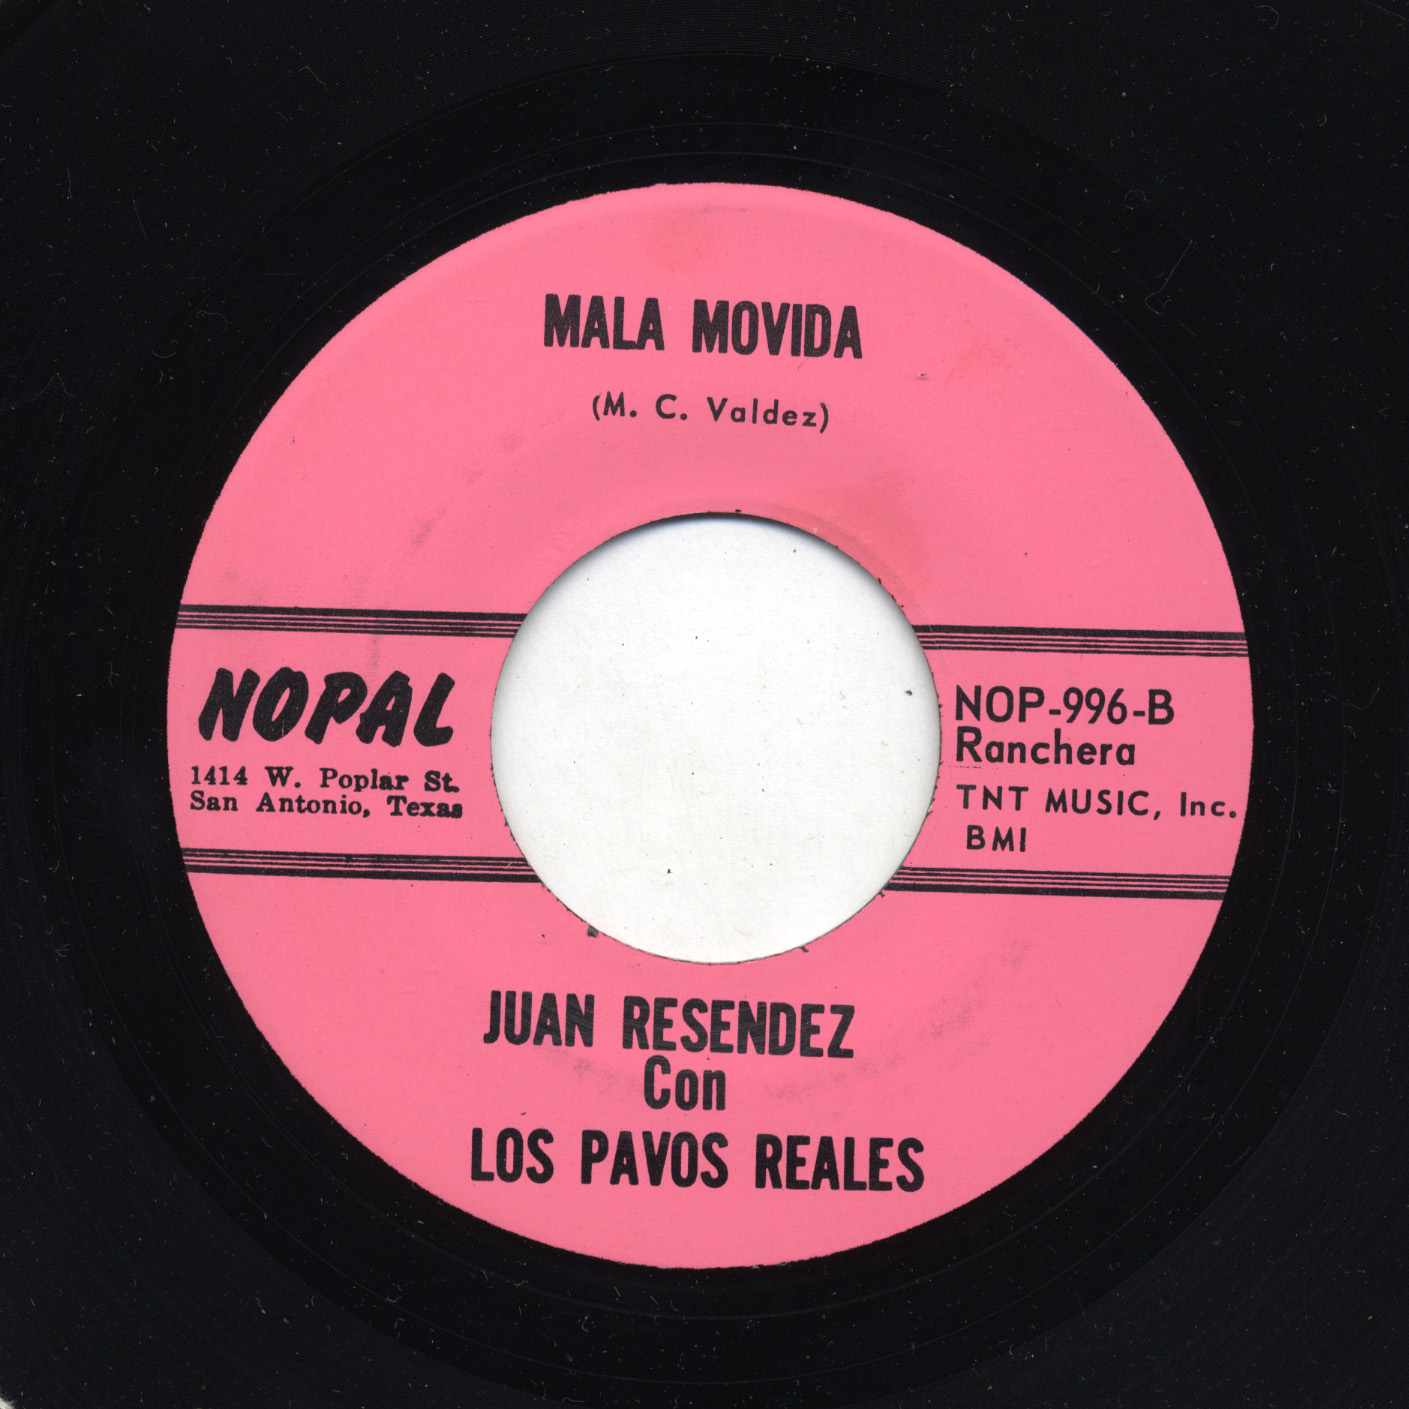 MALA MOVIDA
(M. C. Valdez)
NOPAL
1414 W. Poplar St.
San Antonio, Texas
NOP-996-B
Ranchera
TNT MUSIC, Inc.
BMI
JUAN RESENDEZ
Con
LOS PAVOS REALES